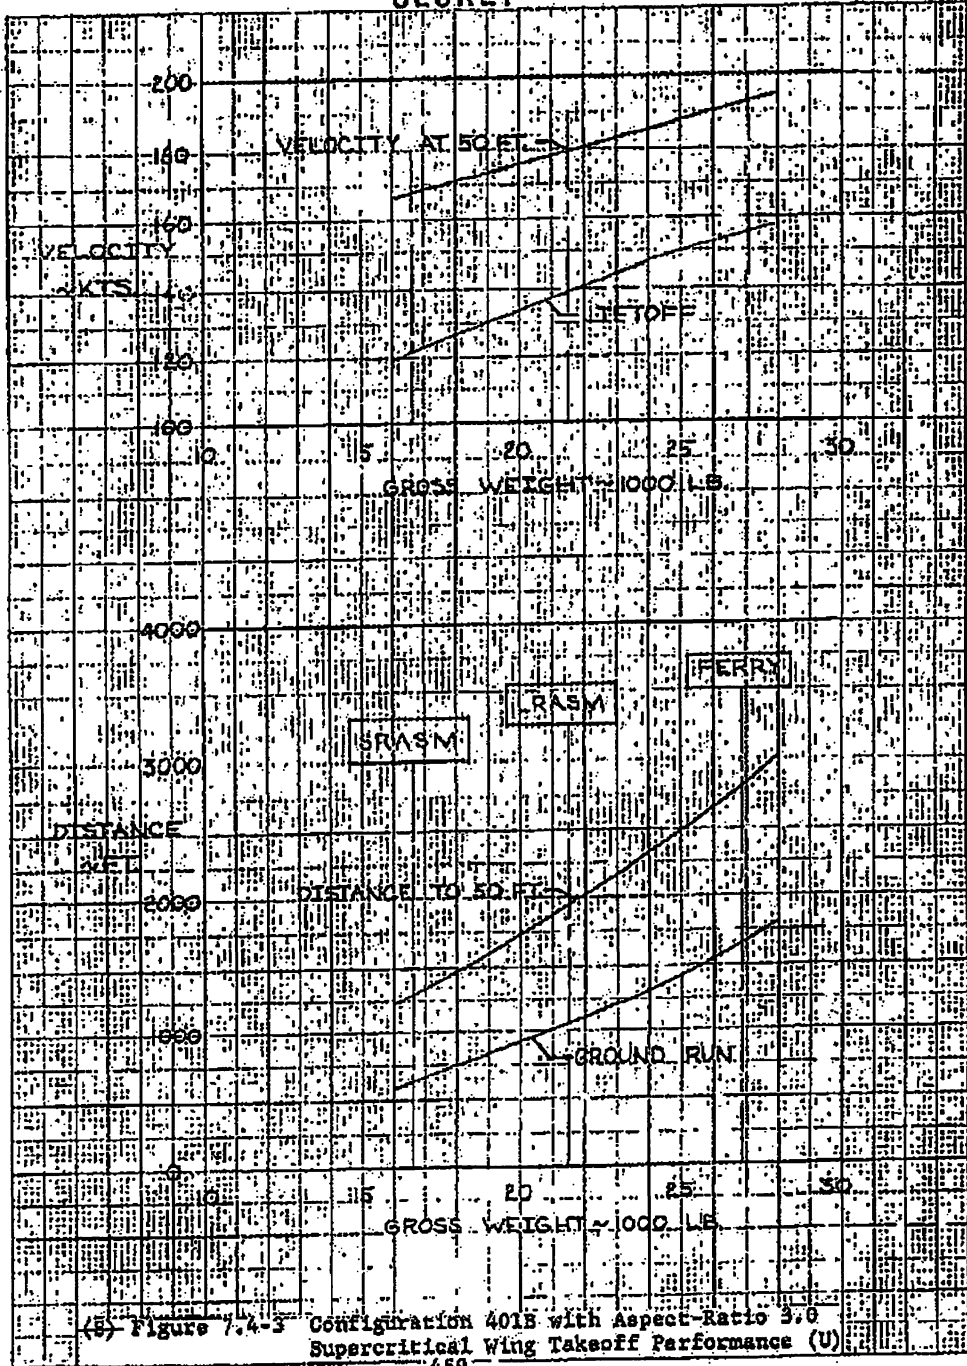 SECRET
200
180
VELOCITY AT 50 FT
160
VELOCITY
~KTS
140
LIFTOFF
120
100
10 15 20 25 30
GROSS WEIGHT ~ 1000 LB
4000
FERRY
LRASM
SRASM
3000
DISTANCE
~FT
DISTANCE TO 50 FT
2000
1000
GROUND RUN
0
10 15 20 25 30
GROSS WEIGHT ~ 1000 LB
(S) Figure 7.4-3 Configuration 401B with Aspect-Ratio 3.0
Supercritical Wing Takeoff Performance (U)